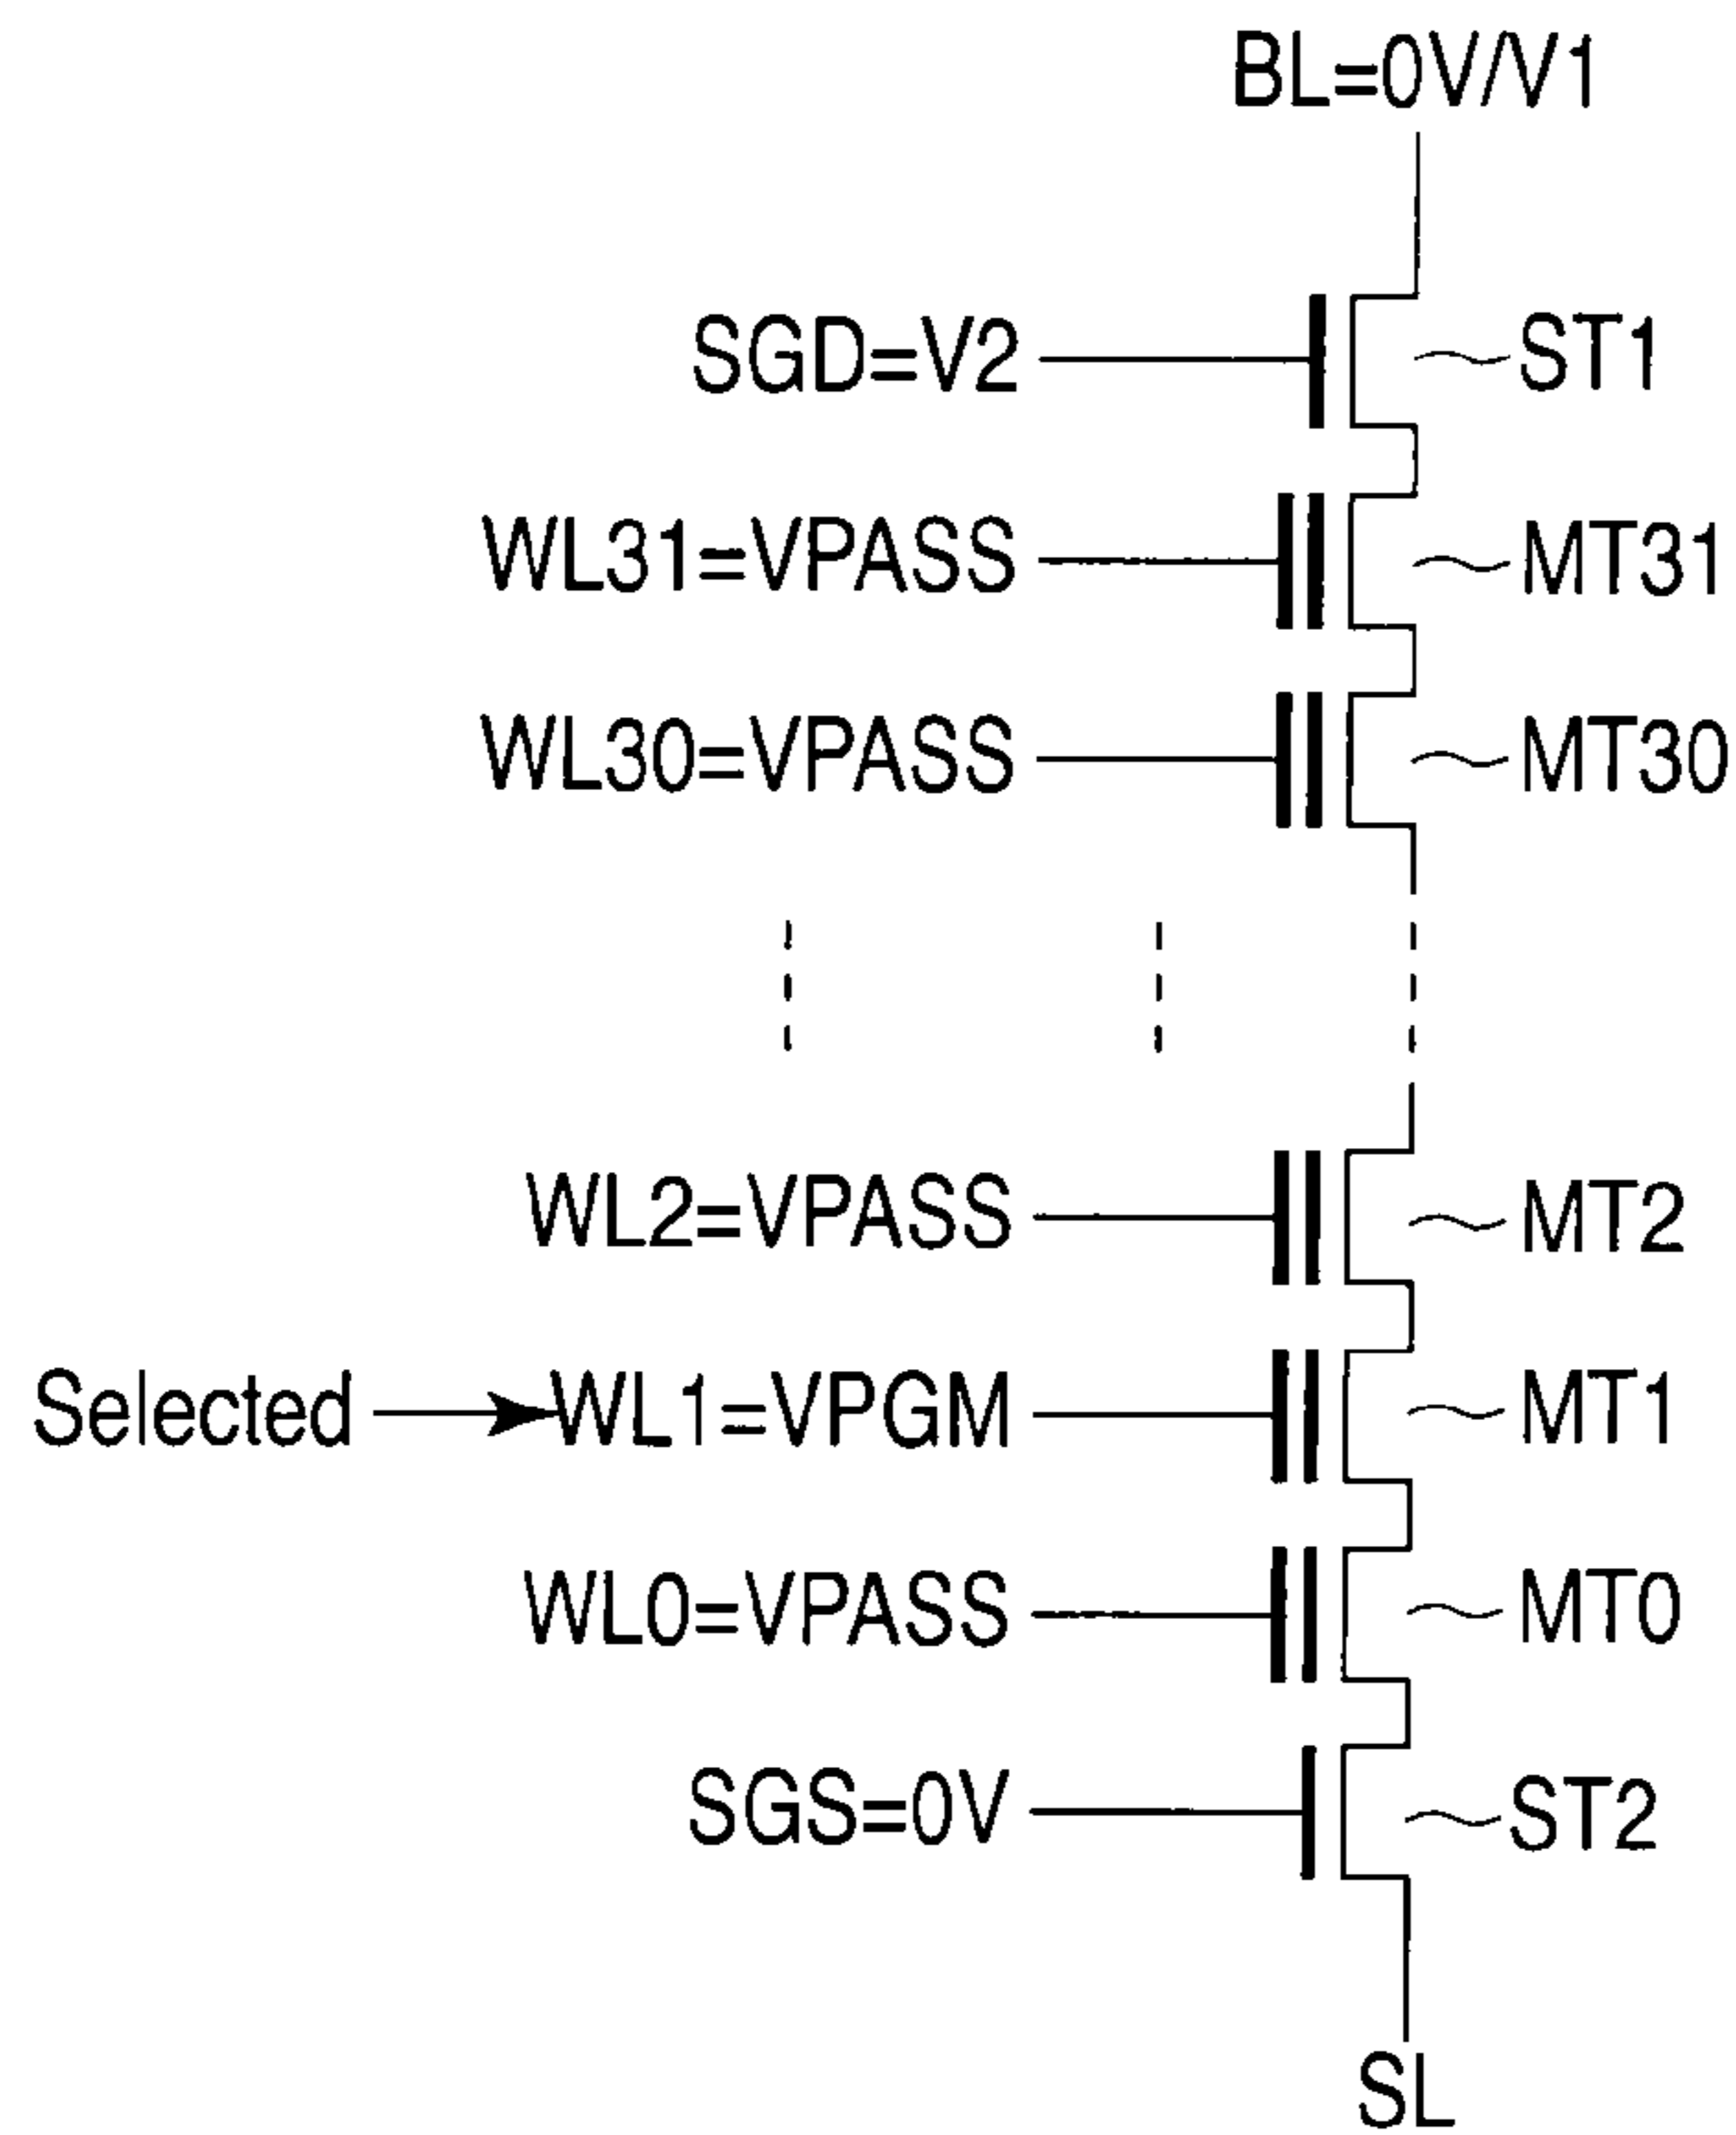 BL=0V/V1
SGD=V2 ST1
WL31=VPASS MT31
WL30=VPASS MT30
WL2=VPASS MT2
Selected WL1=VPGM MT1
WL0=VPASS MT0
SGS=0V ST2
SL